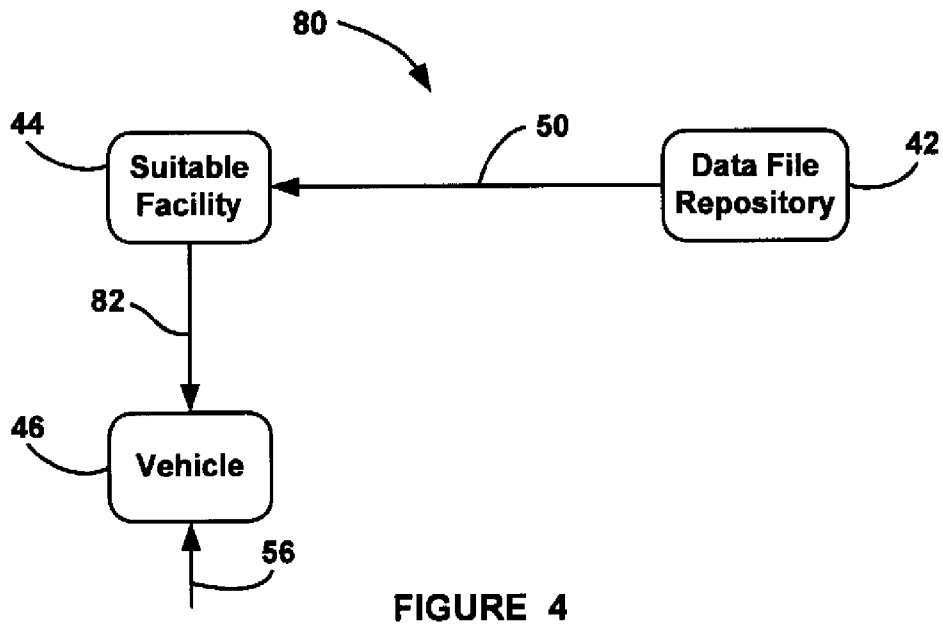 80
44
Suitable
Facility
50
Data File
Repository
42
82
46
Vehicle
56
FIGURE 4